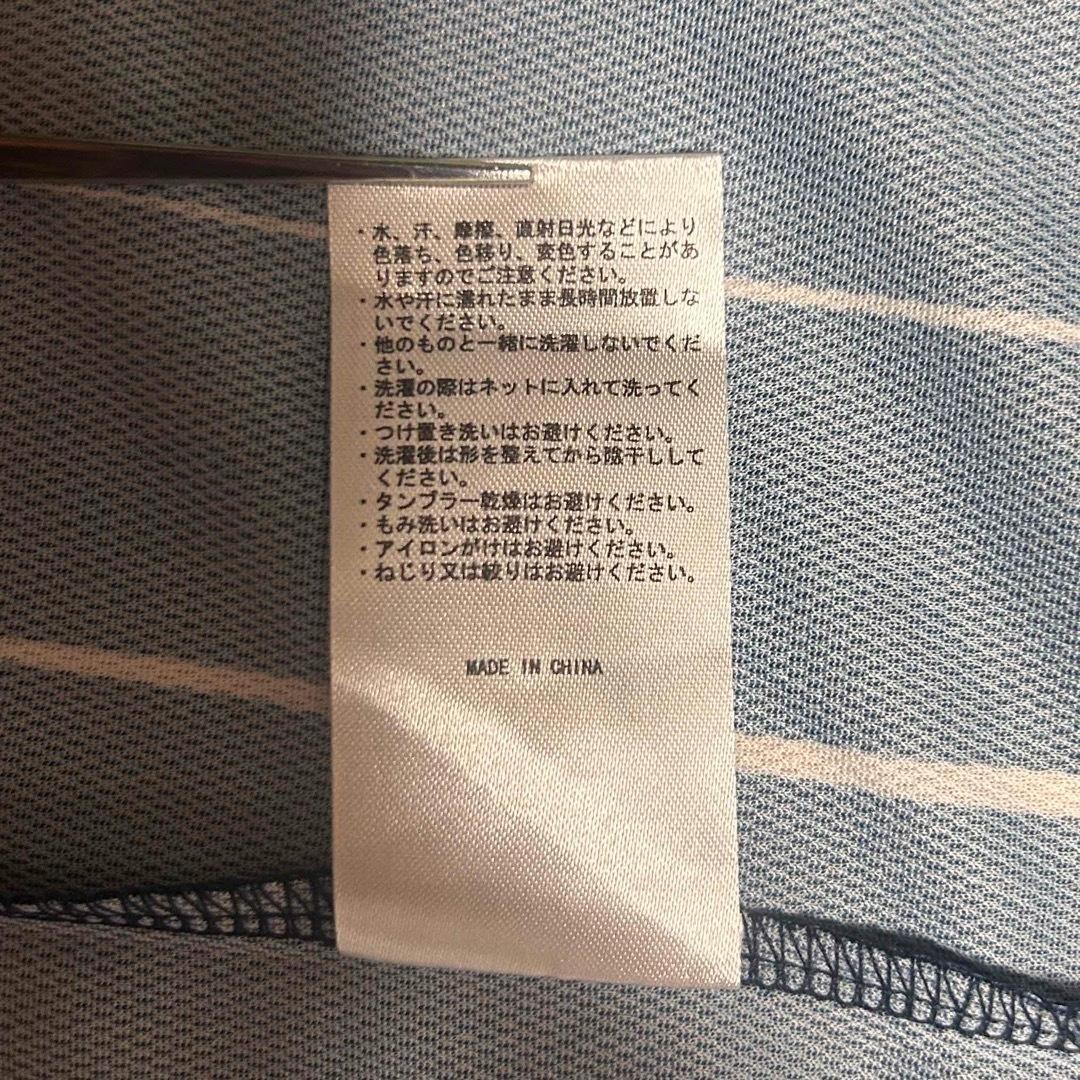 ・水、汗、摩擦、直射日光などにより
色落ち、色移り、変色することがあ
りますのでご注意ください。
・水や汗に濡れたまま長時間放置しな
いでください。
・他のものと一緒に洗濯しないでくだ
さい。
・洗濯の際はネットに入れて洗ってく
ださい。
・つけ置き洗いはお避けください。
・洗濯後は形を整えてから陰干しして
ください。
・タンブラー乾燥はお避けください。
・もみ洗いはお避けください。
・アイロンがけはお避けください。
・ねじり又は絞りはお避けください。
MADE IN CHINA